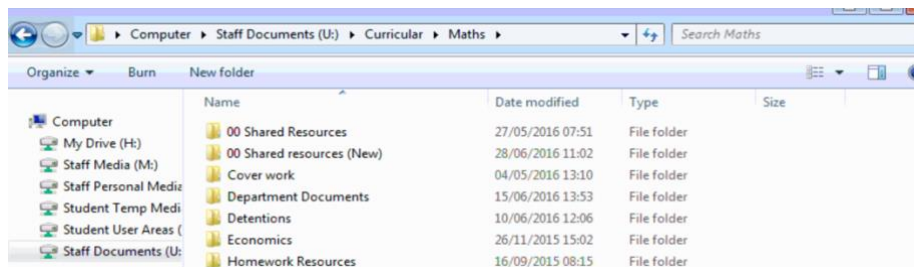 Computer Staff Documents (U:) Curricular Maths Search Maths
Organize Burn New folder
Name Date modified Type Size
Computer
My Drive (H:)
Staff Media (M:)
Staff Personal Media
Student Temp Medi
Student User Areas (
Staff Documents (U:
00 Shared Resources 27/05/2016 07:51 File folder
00 Shared resources (New) 28/06/2016 11:02 File folder
Cover work 04/05/2016 13:10 File folder
Department Documents 15/06/2016 13:53 File folder
Detentions 10/06/2016 12:06 File folder
Economics 26/11/2015 15:02 File folder
Homework Resources 16/09/2015 08:15 File folder